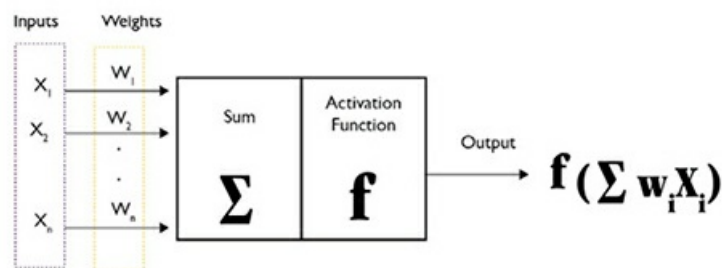 Inputs Weights
X₁ W₁
X₂ W₂
.
.
Xₙ Wₙ
Sum
Σ
Activation
Function
f
Output
f (Σ wᵢXᵢ)